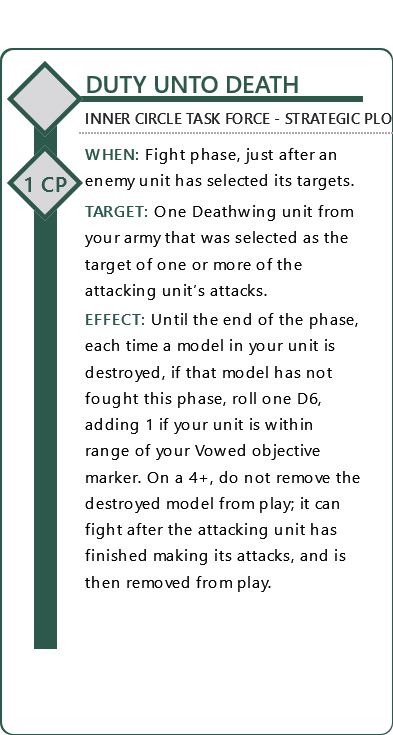 DUTY UNTO DEATH
INNER CIRCLE TASK FORCE - STRATEGIC PLO
WHEN: Fight phase, just after an
1 CP
enemy unit has selected its targets.
TARGET: One Deathwing unit from
your army that was selected as the
target of one or more of the
attacking unit's attacks.
EFFECT: Until the end of the phase,
each time a model in your unit is
destroyed, if that model has not
fought this phase, roll one D6,
adding 1 if your unit is within
range of your Vowed objective
marker. On a 4+, do not remove the
destroyed model from play; it can
fight after the attacking unit has
finished making its attacks, and is
then removed from play.